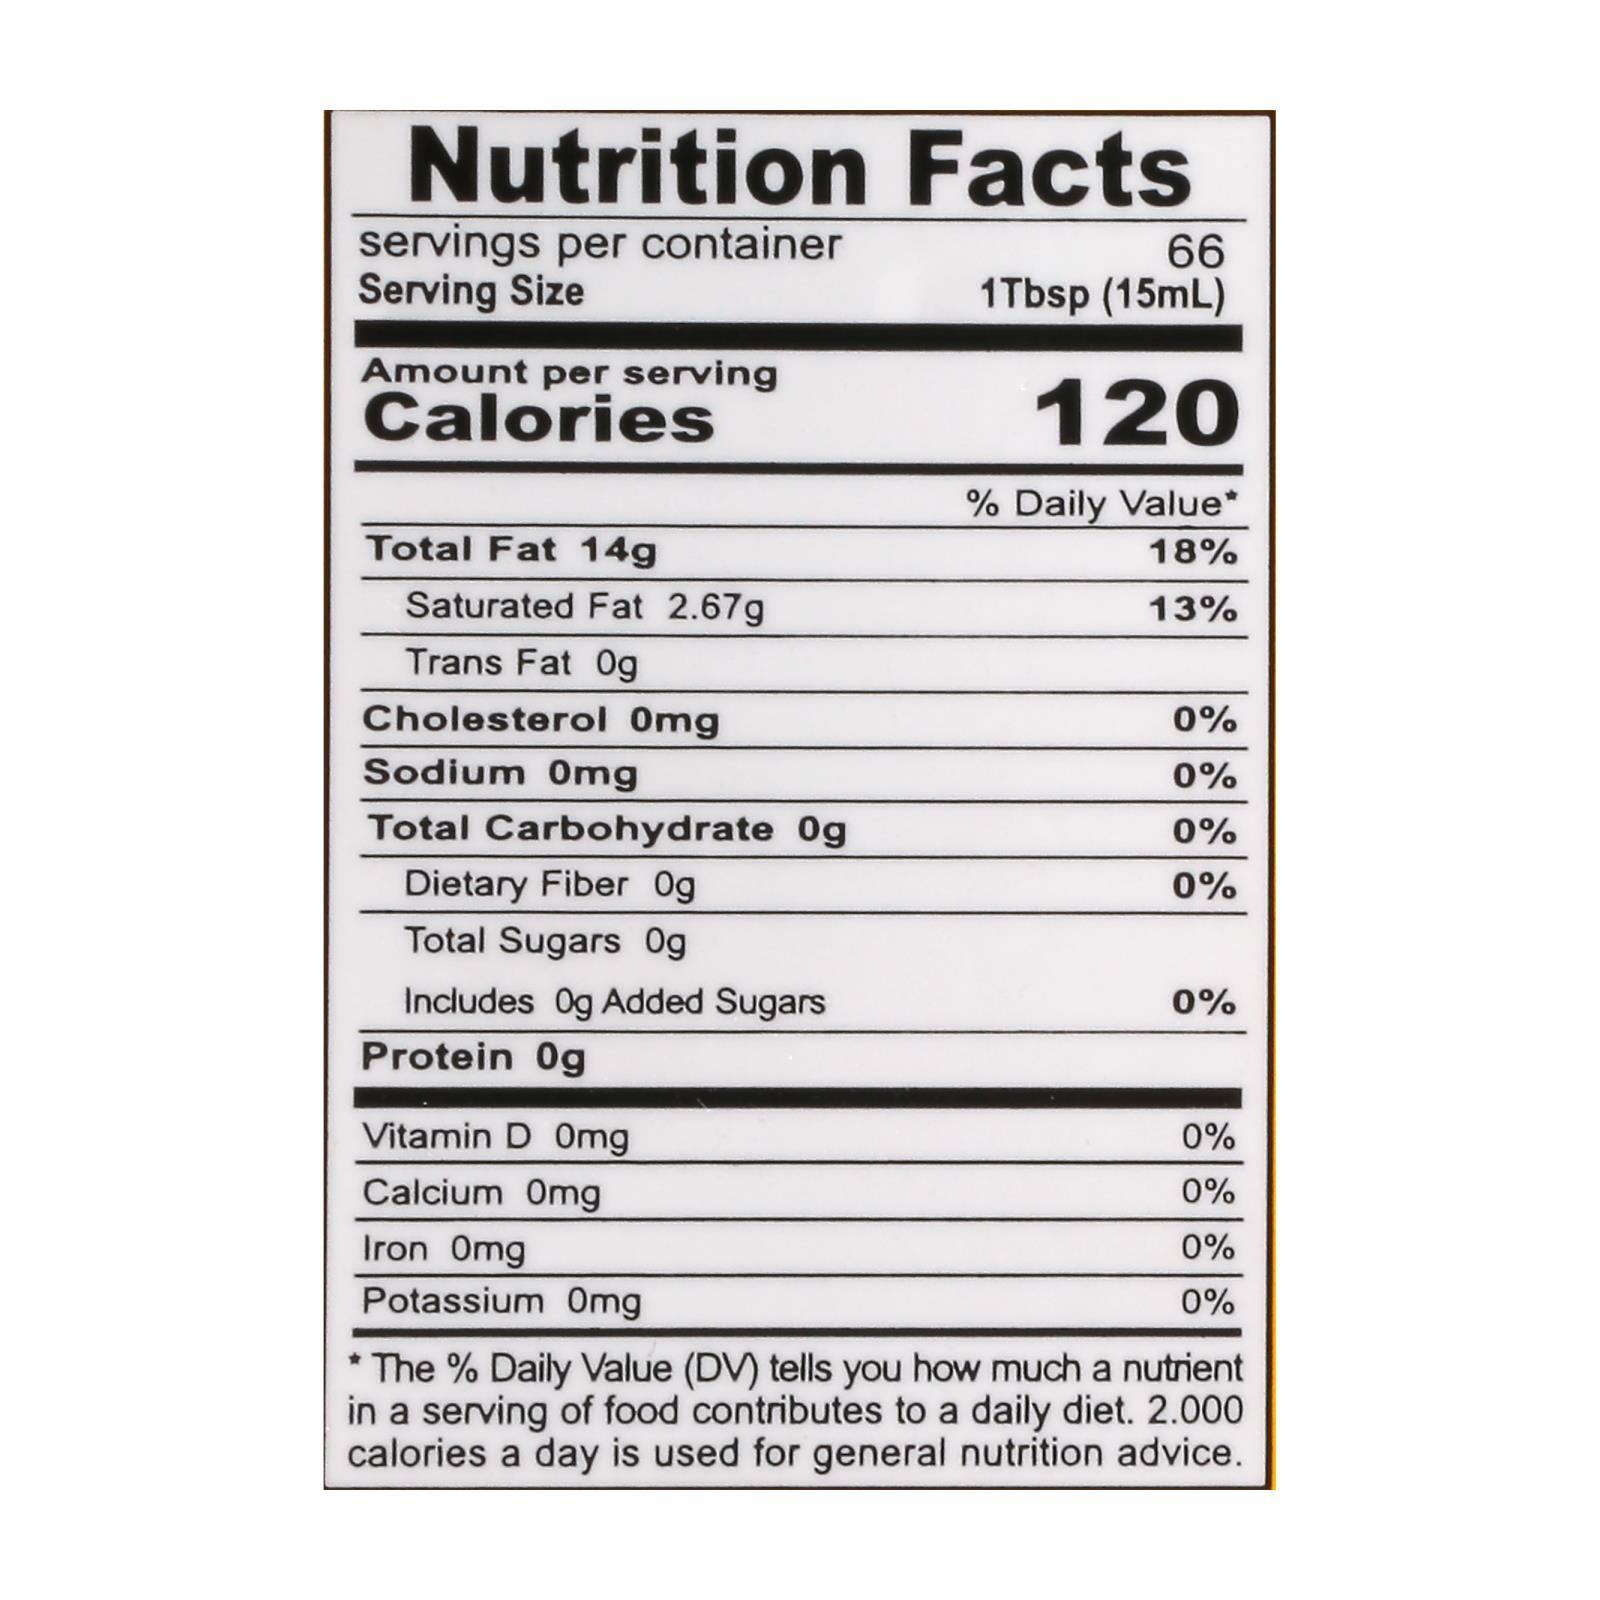 Nutrition Facts
servings per container 66
Serving Size 1Tbsp (15mL)
Amount per serving
Calories 120
% Daily Value*
Total Fat 14g 18%
Saturated Fat 2.67g 13%
Trans Fat 0g
Cholesterol 0mg 0%
Sodium 0mg 0%
Total Carbohydrate 0g 0%
Dietary Fiber 0g 0%
Total Sugars 0g
Includes 0g Added Sugars 0%
Protein 0g
Vitamin D 0mg 0%
Calcium 0mg 0%
Iron 0mg 0%
Potassium 0mg 0%
* The % Daily Value (DV) tells you how much a nutrient
in a serving of food contributes to a daily diet. 2.000
calories a day is used for general nutrition advice.